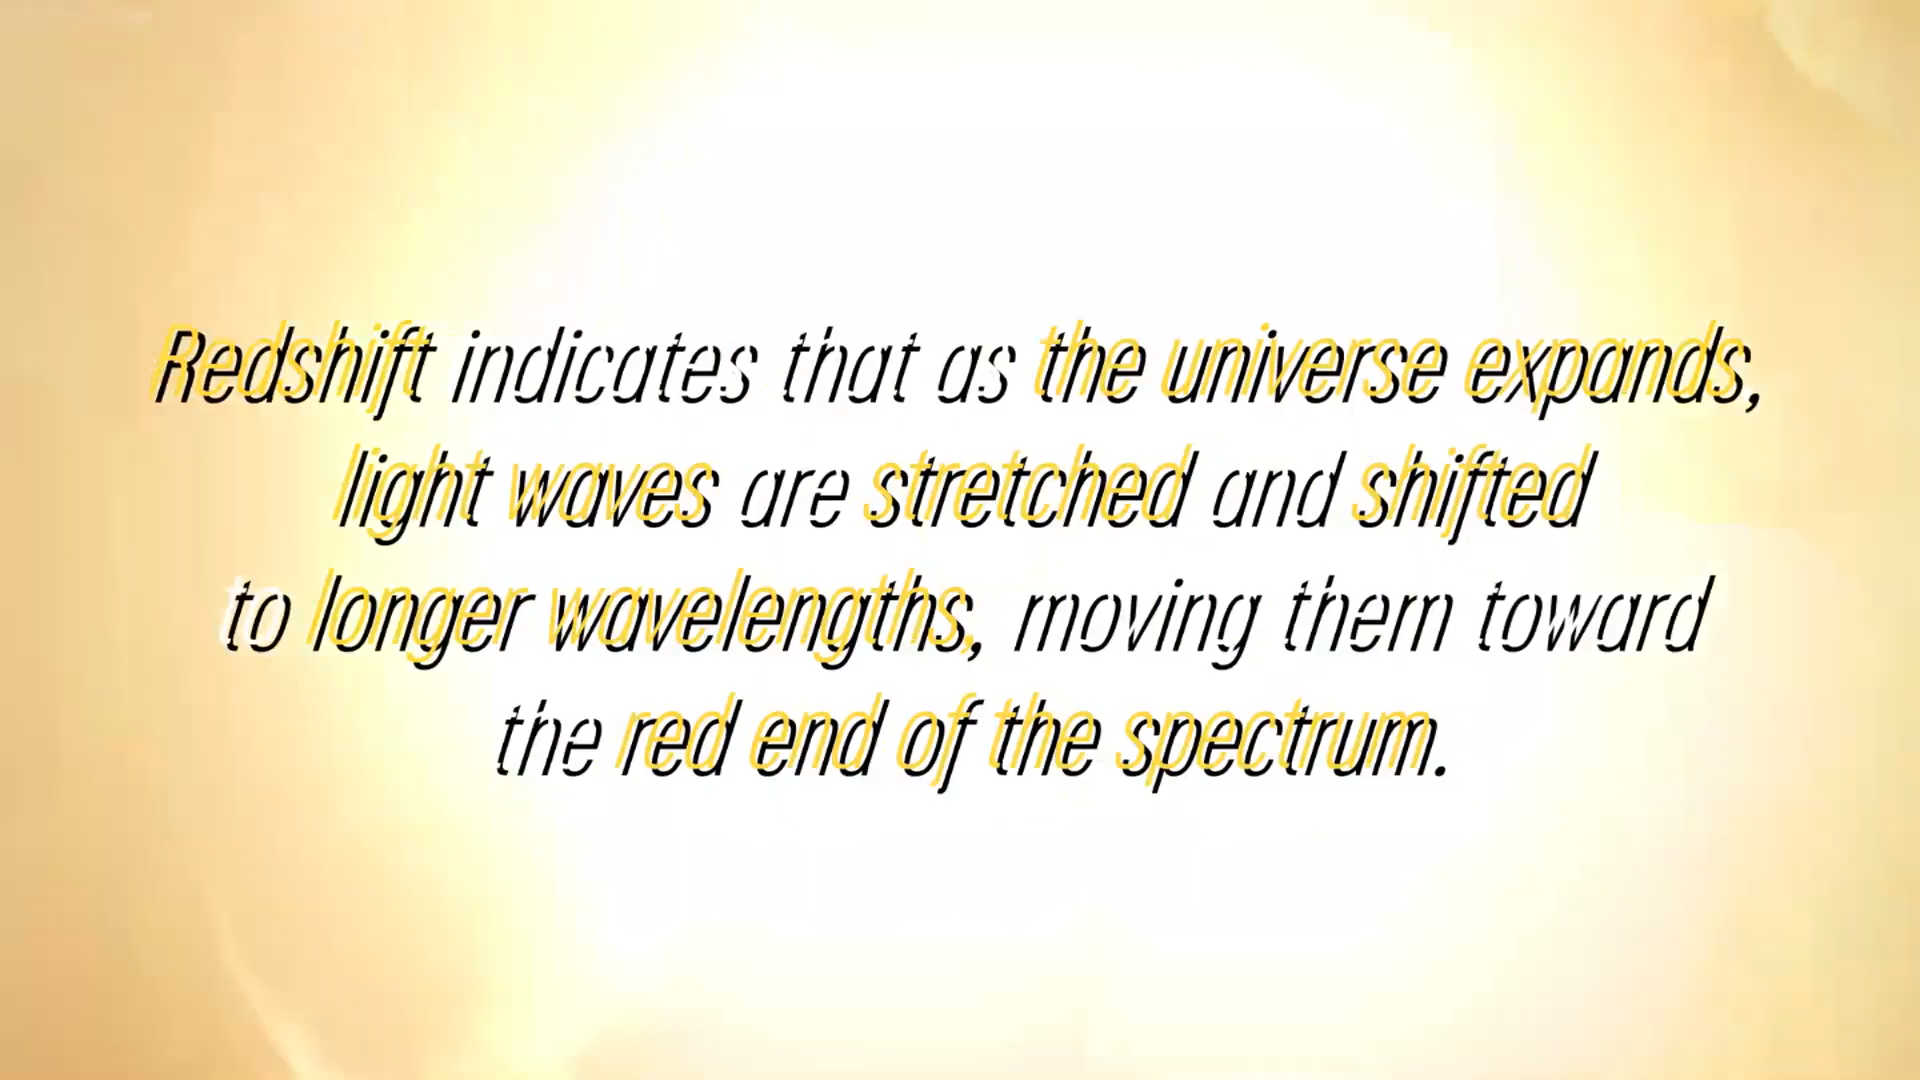 Redshift indicates that as the universe expands,
light waves are stretched and shifted
to longer wavelengths, moving them toward
the red end of the spectrum.